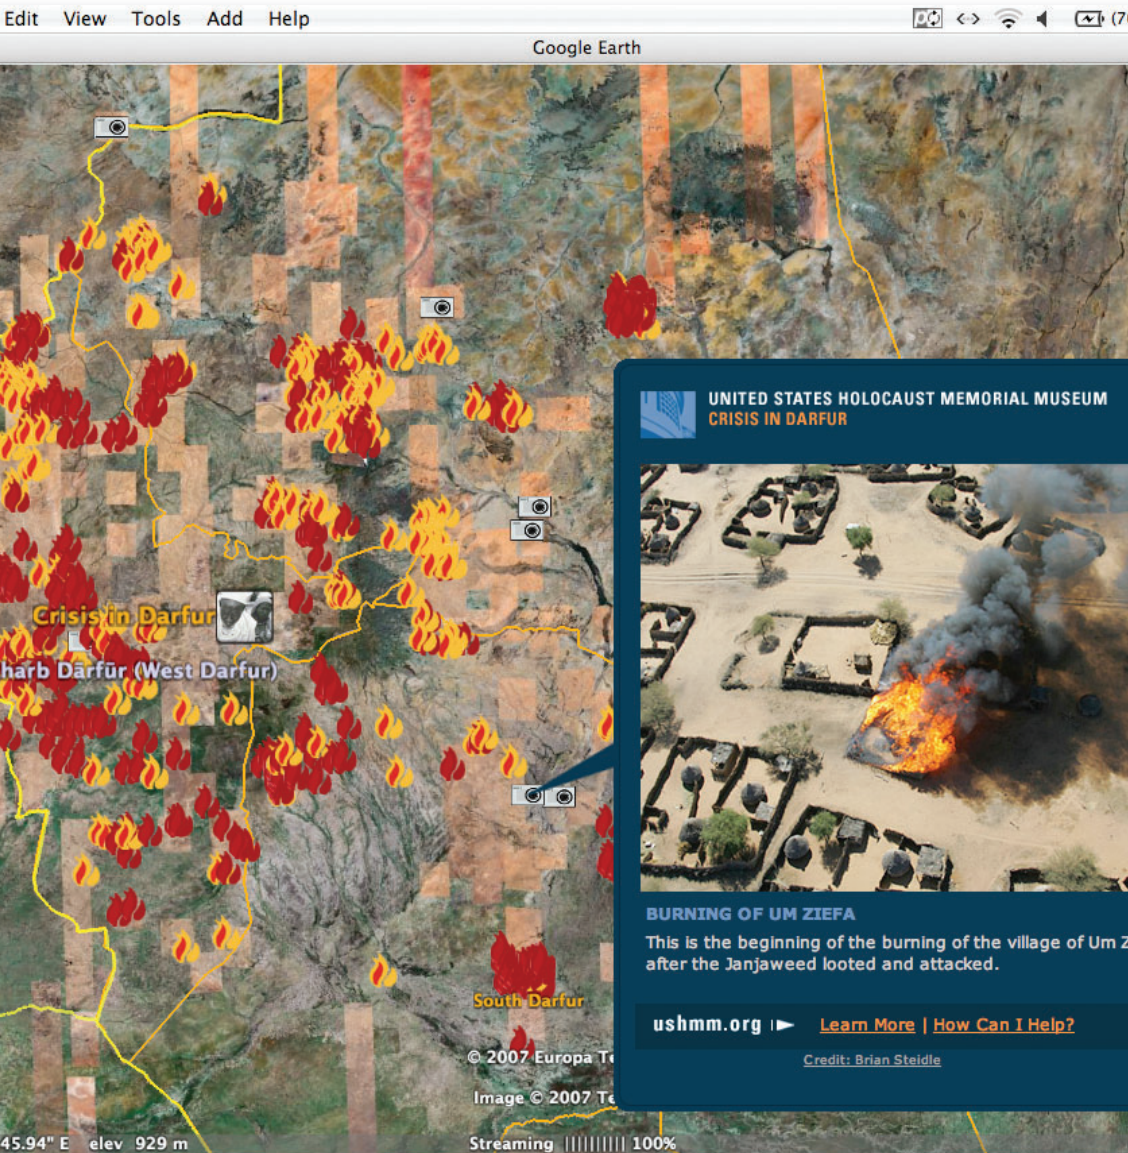 Edit View Tools Add Help
Google Earth
UNITED STATES HOLOCAUST MEMORIAL MUSEUM
CRISIS IN DARFUR
Crisis in Darfur
harb Darfur (West Darfur)
BURNING OF UM ZIEFA
This is the beginning of the burning of the village of Um Z
after the Janjaweed looted and attacked.
South Darfur
ushmm.org Learn More | How Can I Help?
© 2007 Europa Te
Credit: Brian Steidle
Image © 2007 Te
45.94" E elev 929 m Streaming |||||||||| 100%